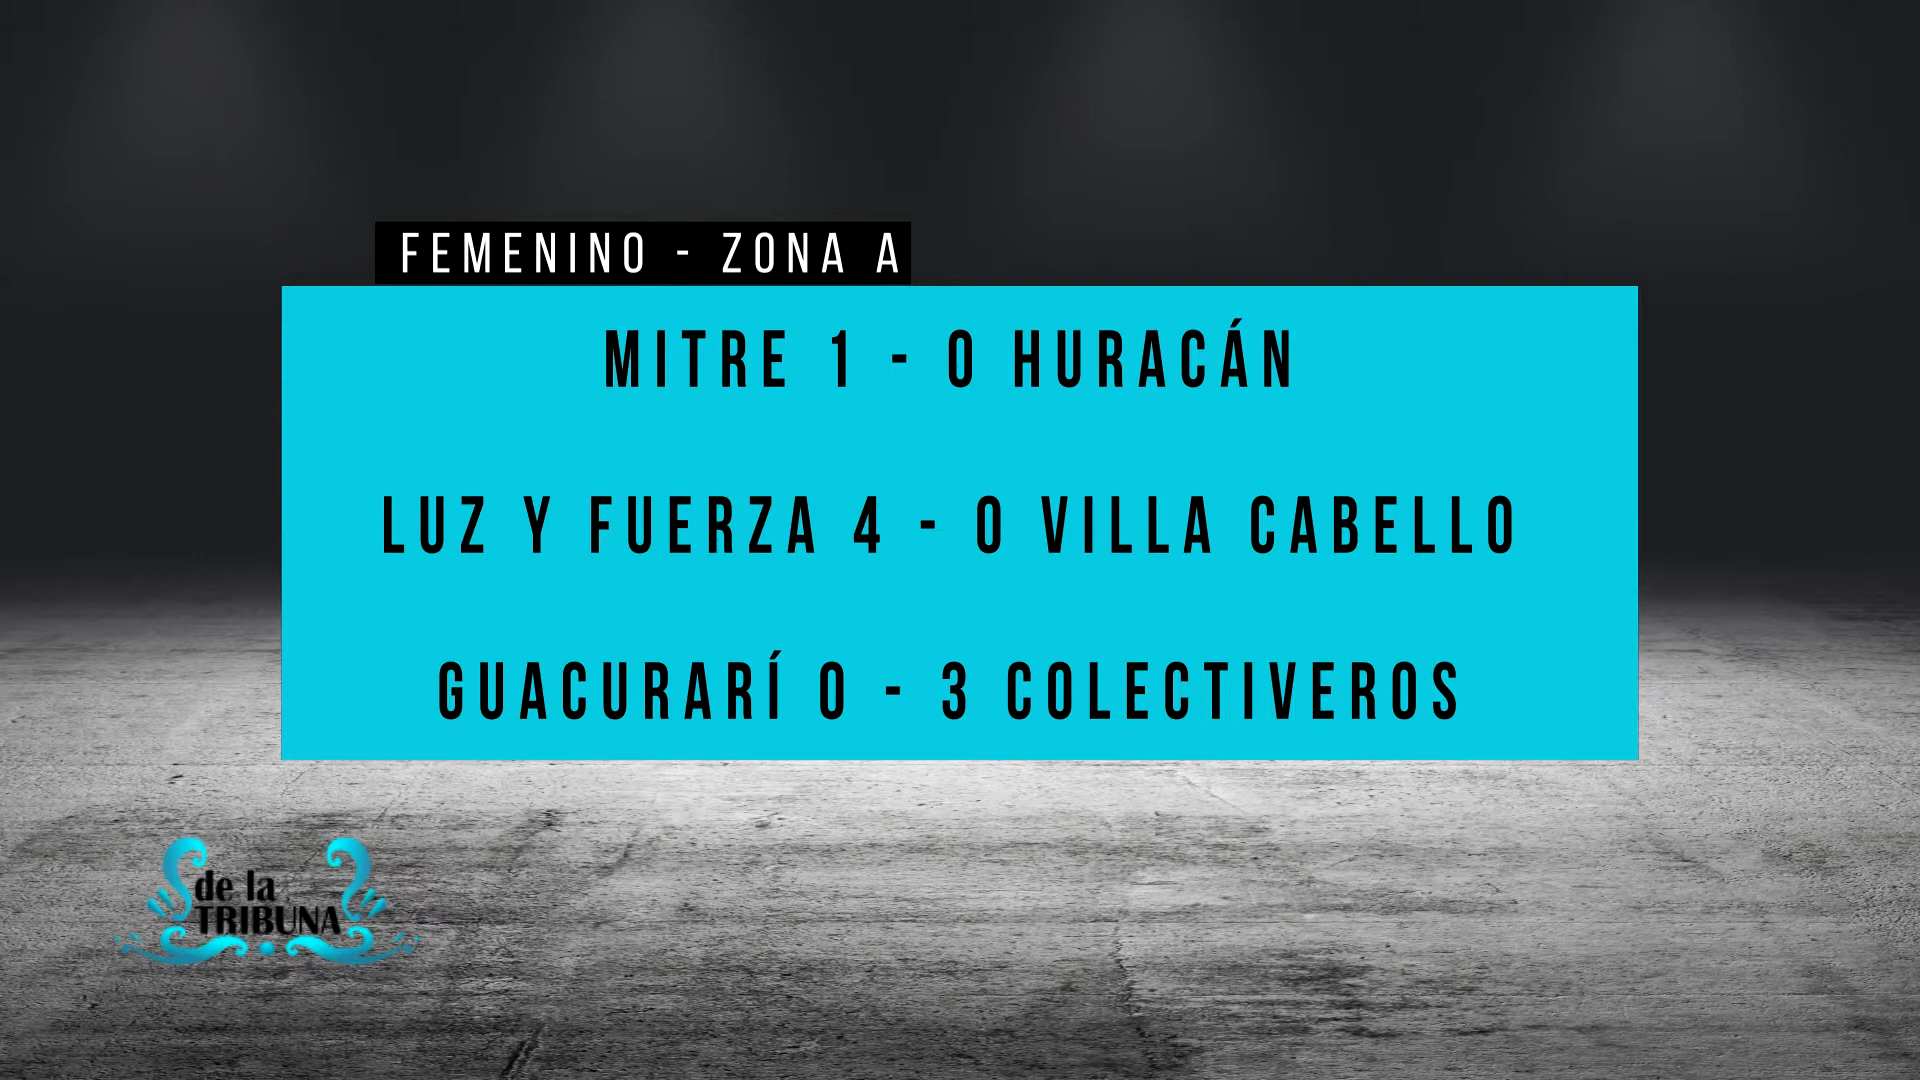 FEMENINO - ZONA A
MITRE 1 - 0 HURACÁN
LUZ Y FUERZA 4 - 0 VILLA CABELLO
GUACURARÍ 0 - 3 COLECTIVEROS
de la
TRIBUNA